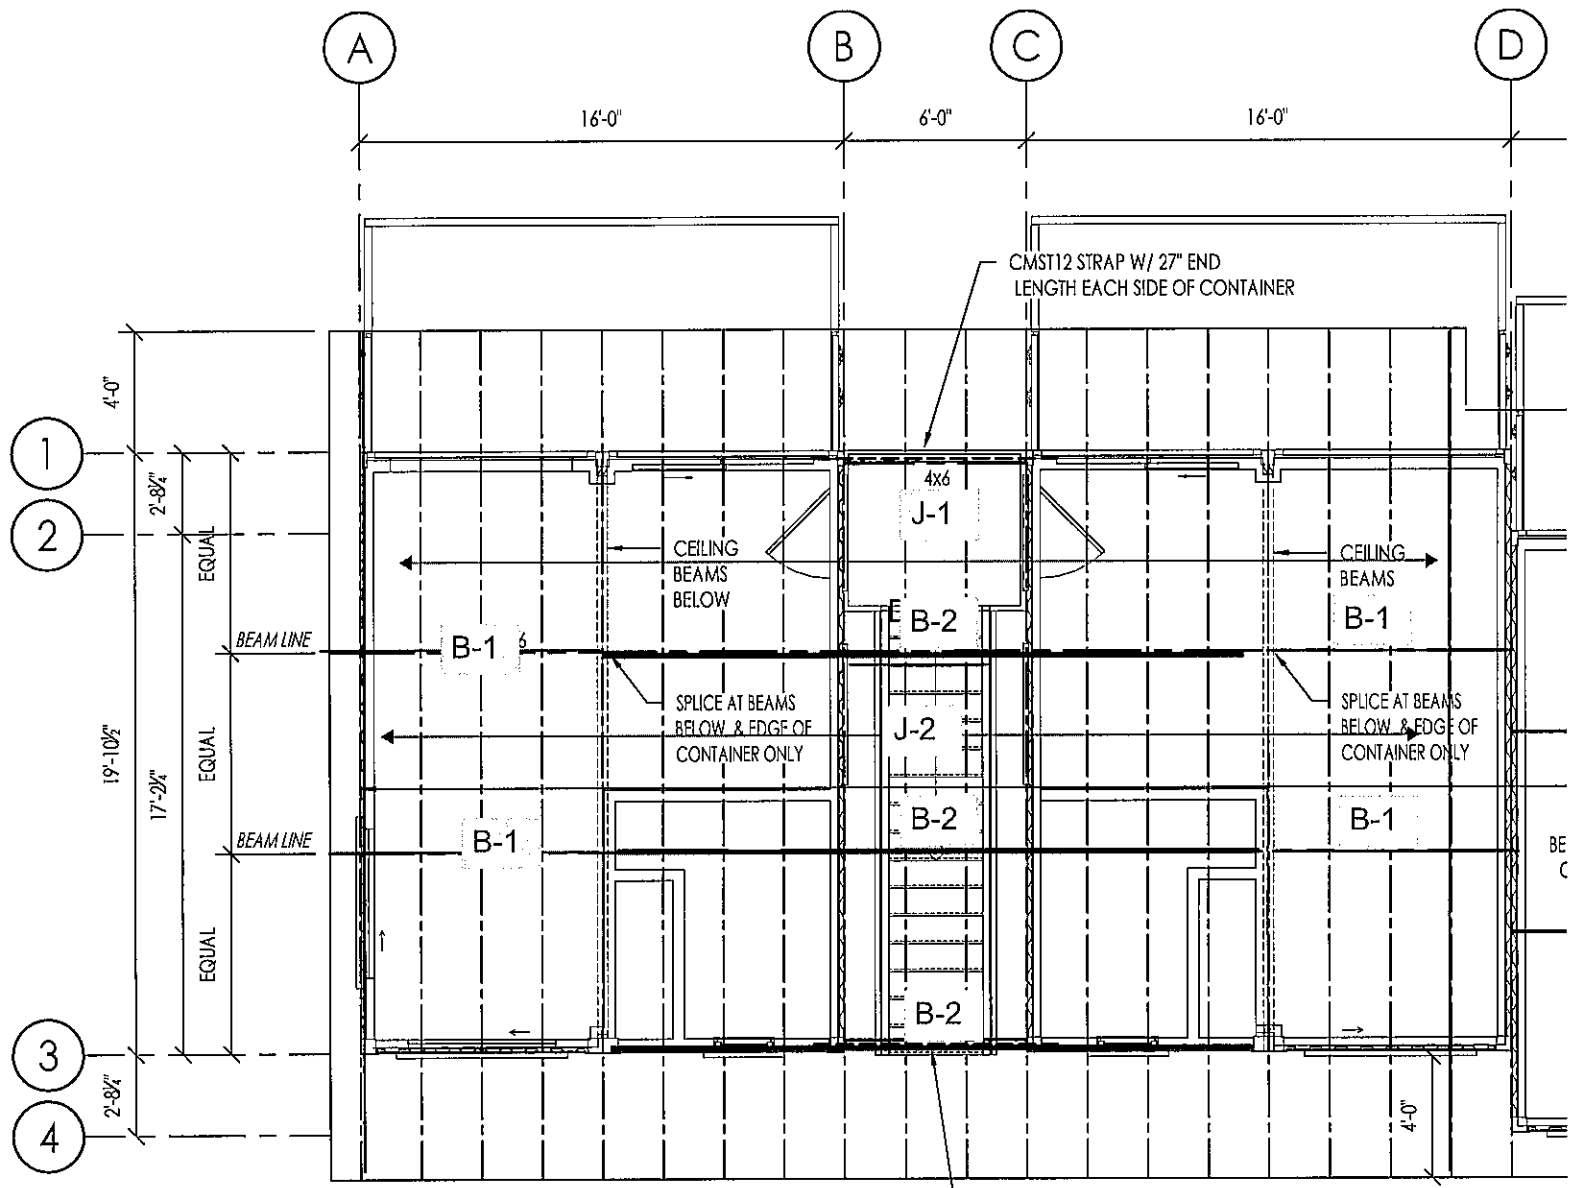 A
B
C
D
16'-0"
6'-0"
16'-0"
CMST12 STRAP W/ 27" END
LENGTH EACH SIDE OF CONTAINER
4'-0"
1
2'-8¼"
2
EQUAL
4x6
J-1
CEILING
BEAMS
BELOW
CEILING
BEAMS
B-2
B-1
BEAM LINE
B-1
6
SPLICE AT BEAMS
BELOW & EDGE OF
CONTAINER ONLY
J-2
SPLICE AT BEAMS
BELOW & EDGE OF
CONTAINER ONLY
19'-10½"
17'-2¼"
EQUAL
BEAM LINE
B-1
B-2
B-1
BE
C
EQUAL
B-2
3
2'-8¼"
4
4'-0"